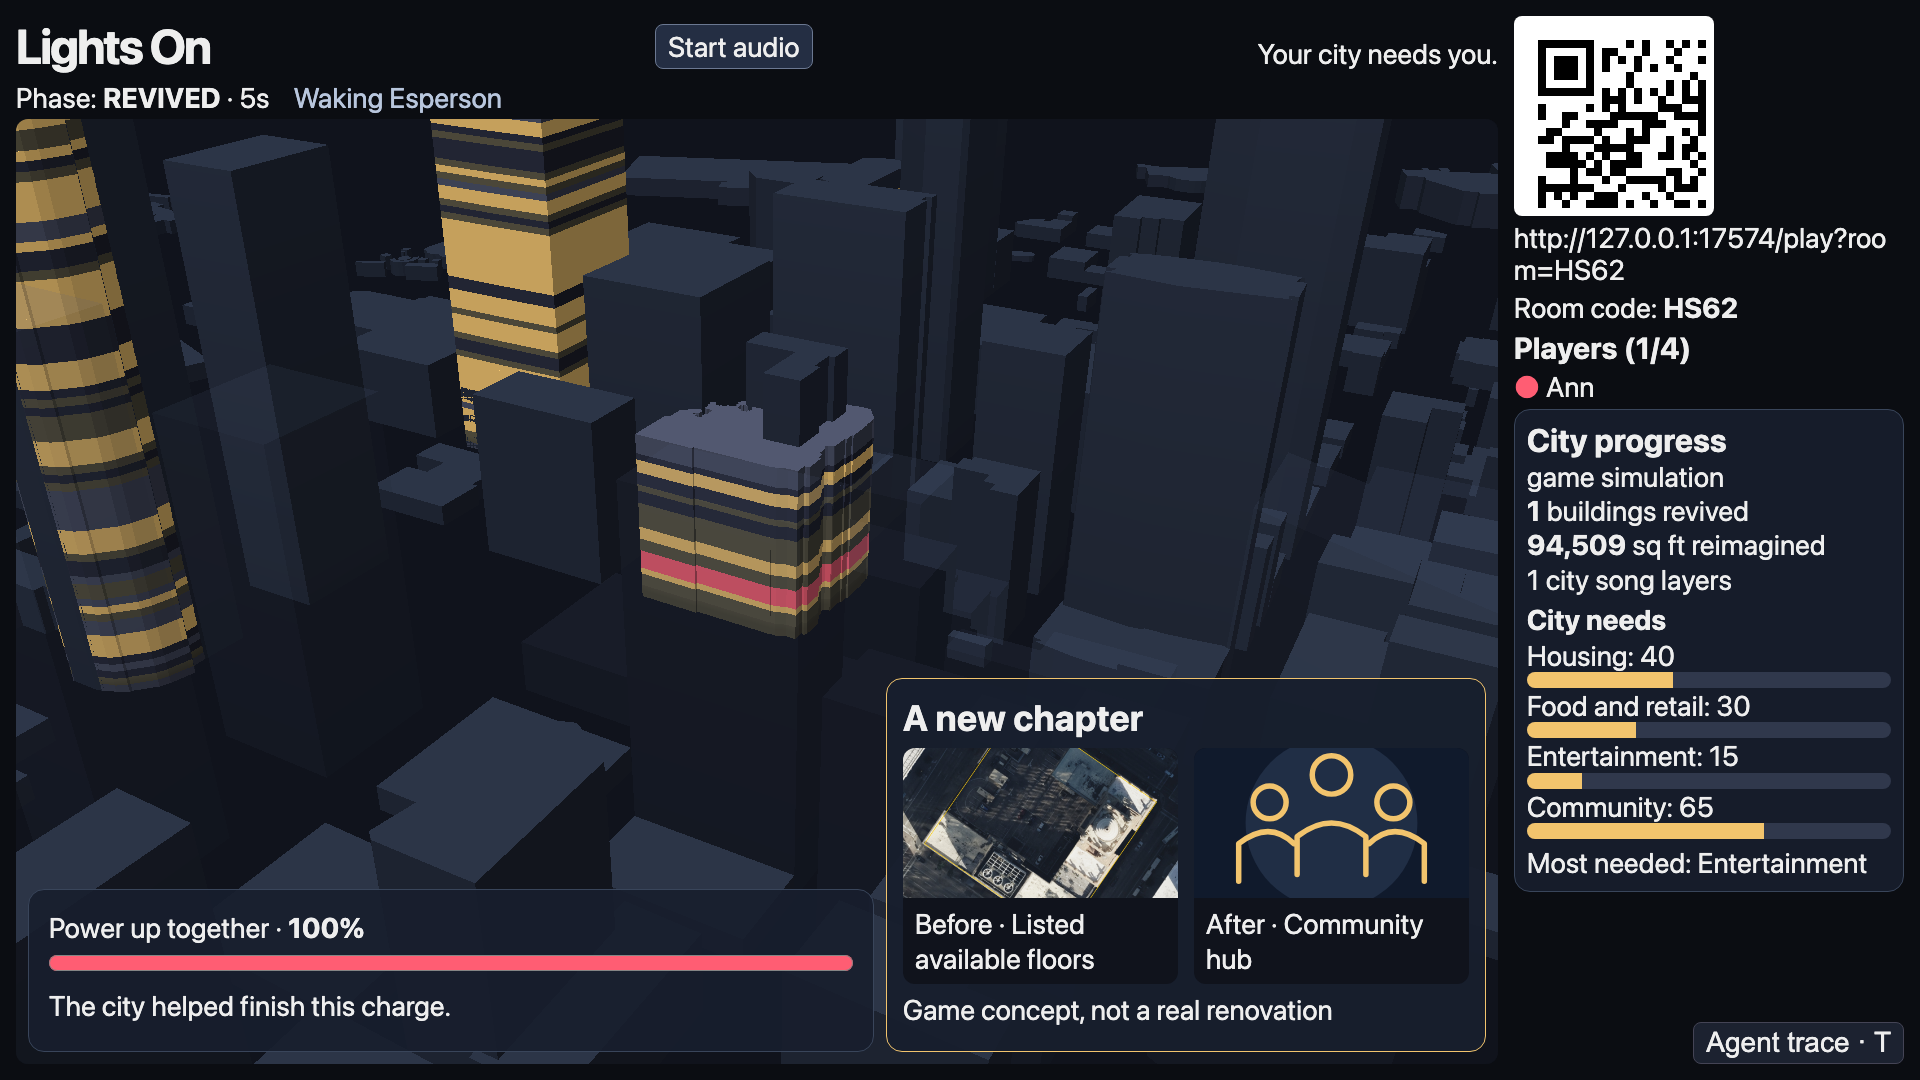 Lights On
Start audio
Your city needs you.
Phase: REVIVED · 5s Waking Esperson
http://127.0.0.1:17574/play?roo
m=HS62
Room code: HS62
Players (1/4)
Ann
City progress
game simulation
1 buildings revived
94,509 sq ft reimagined
1 city song layers
City needs
Housing: 40
Food and retail: 30
Entertainment: 15
Community: 65
Most needed: Entertainment
A new chapter
Before · Listed
available floors
After · Community
hub
Game concept, not a real renovation
Power up together · 100%
The city helped finish this charge.
Agent trace · T